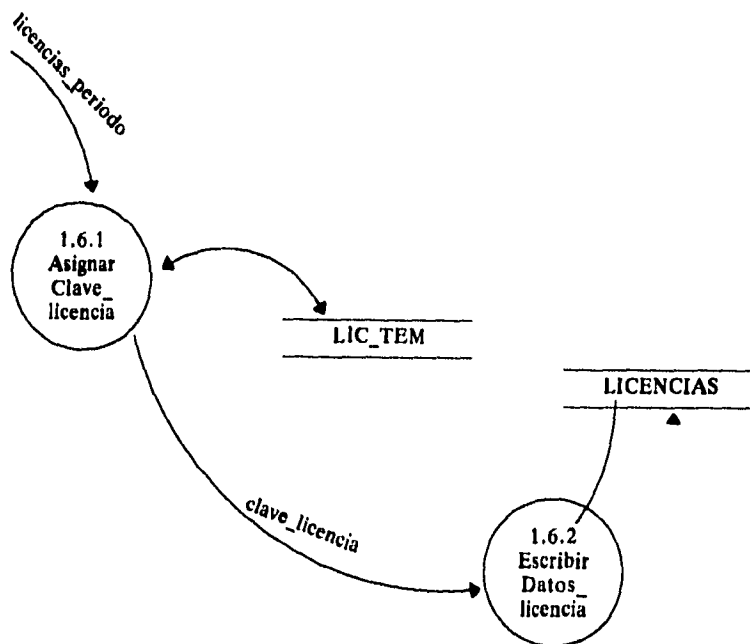 licencias_periodo
1.6.1
Asignar
Clave_
licencia
LIC_TEM
LICENCIAS
clave_licencia
1.6.2
Escribir
Datos_
licencia